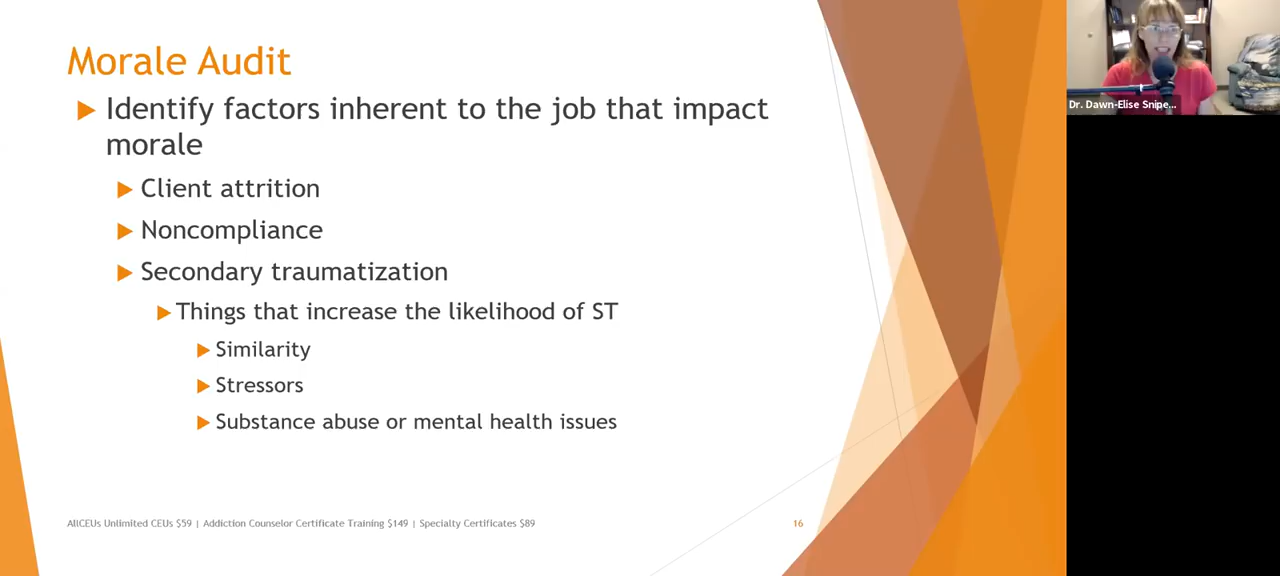 Morale Audit
Identify factors inherent to the job that impact
morale
Client attrition
Noncompliance
Secondary traumatization
Things that increase the likelihood of ST
Similarity
Stressors
Substance abuse or mental health issues
AllCEUs Unlimited CEUs $59 | Addiction Counselor Certificate Training $149 | Specialty Certificates $89
16
Dr. Dawn-Elise Snipe...